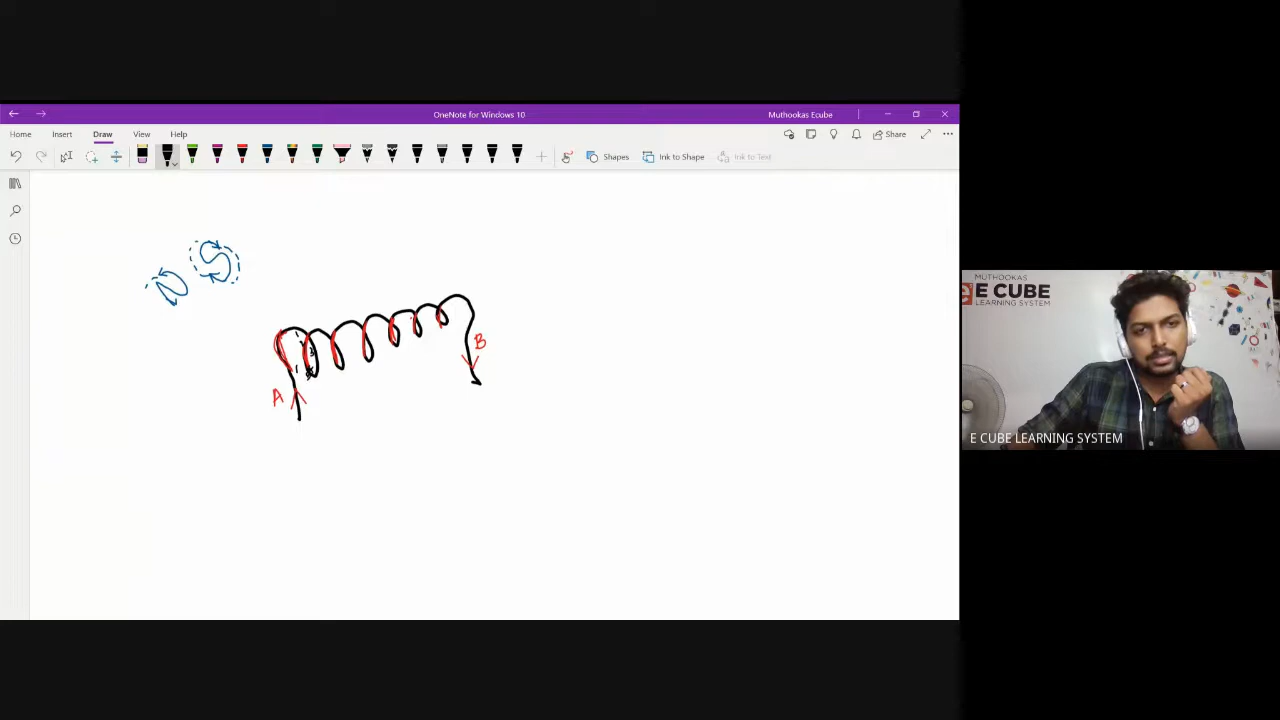 OneNote for Windows 10
Muthookas Ecube
Home Insert Draw View Help
Share
Shapes
Ink to Shape
Ink to Text
N S
A
B
MUTHOOKAS
E CUBE
LEARNING SYSTEM
E CUBE LEARNING SYSTEM